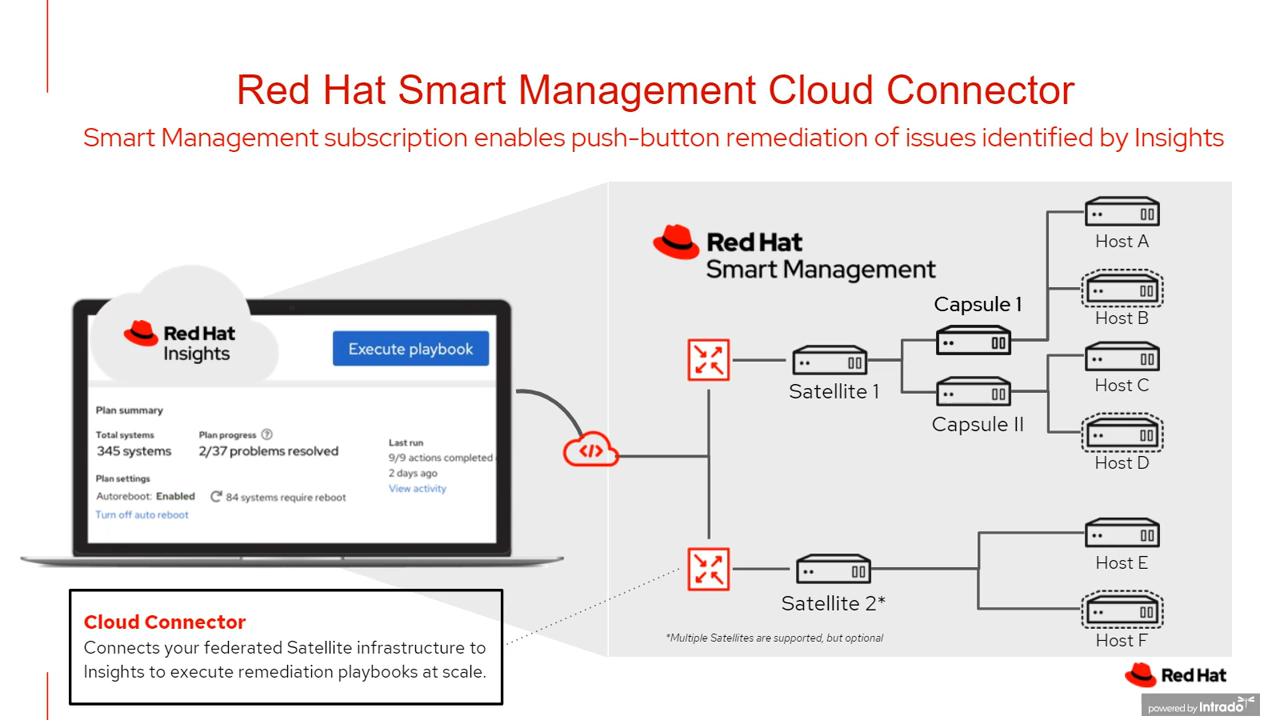 Red Hat Smart Management Cloud Connector
Smart Management subscription enables push-button remediation of issues identified by Insights
Red Hat
Insights
Execute playbook
Plan summary
Total systems
345 systems
Plan progress ?
2/37 problems resolved
Last run
9/9 actions completed
2 days ago
View activity
Plan settings
Autoreboot: Enabled
84 systems require reboot
Turn off auto reboot
</>
Red Hat
Smart Management
Satellite 1
Capsule 1
Capsule II
Host A
Host B
Host C
Host D
Satellite 2*
Host E
Host F
*Multiple Satellites are supported, but optional
Cloud Connector
Connects your federated Satellite infrastructure to
Insights to execute remediation playbooks at scale.
Red Hat
powered by Intrado